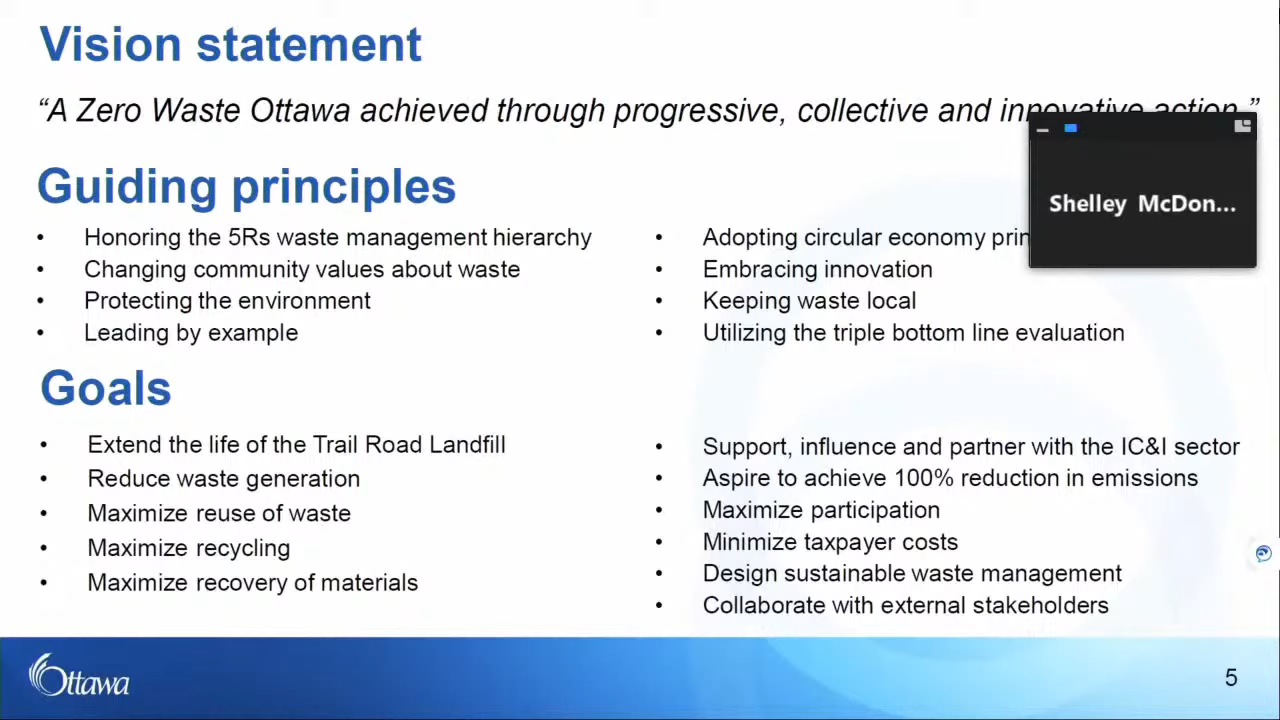 Vision statement
“A Zero Waste Ottawa achieved through progressive, collective and innovative action.”
Guiding principles
• Honoring the 5Rs waste management hierarchy
• Changing community values about waste
• Protecting the environment
• Leading by example
• Adopting circular economy
• Embracing innovation
• Keeping waste local
• Utilizing the triple bottom line evaluation
Shelley McDon...
Goals
• Extend the life of the Trail Road Landfill
• Reduce waste generation
• Maximize reuse of waste
• Maximize recycling
• Maximize recovery of materials
• Support, influence and partner with the IC&I sector
• Aspire to achieve 100% reduction in emissions
• Maximize participation
• Minimize taxpayer costs
• Design sustainable waste management
• Collaborate with external stakeholders
Ottawa
5